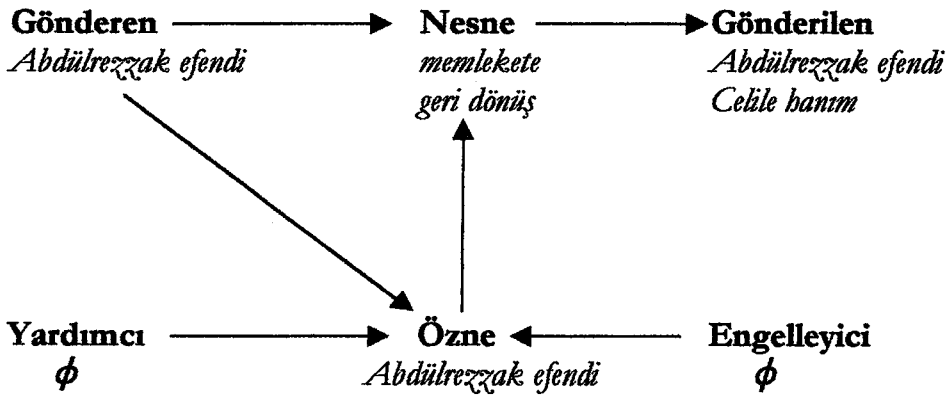 Gönderen
Abdülrezzak efendi
Nesne
memlekete
geri dönüş
Gönderilen
Abdülrezzak efendi
Celile hanım
Yardımcı
ϕ
Özne
Abdülrezzak efendi
Engelleyici
ϕ